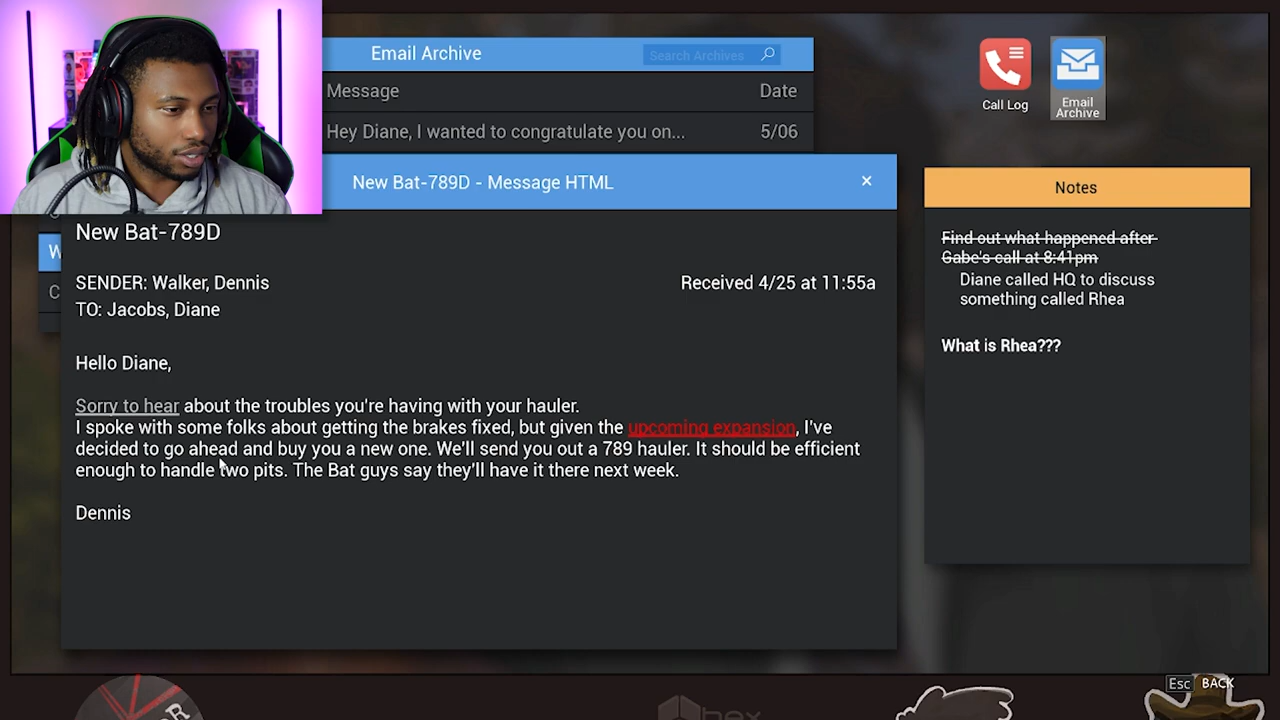 Email Archive
Search Archives
Call Log
Email
Archive
Message
Date
Hey Diane, I wanted to congratulate you on...
5/06
New Bat-789D - Message HTML
×
Notes
New Bat-789D
SENDER: Walker, Dennis
Received 4/25 at 11:55a
TO: Jacobs, Diane
Hello Diane,
Sorry to hear about the troubles you're having with your hauler.
I spoke with some folks about getting the brakes fixed, but given the upcoming expansion, I've
decided to go ahead and buy you a new one. We'll send you out a 789 hauler. It should be efficient
enough to handle two pits. The Bat guys say they'll have it there next week.
Dennis
Find out what happened after
Gabe's call at 8:41pm
Diane called HQ to discuss
something called Rhea
What is Rhea???
Esc BACK
hex